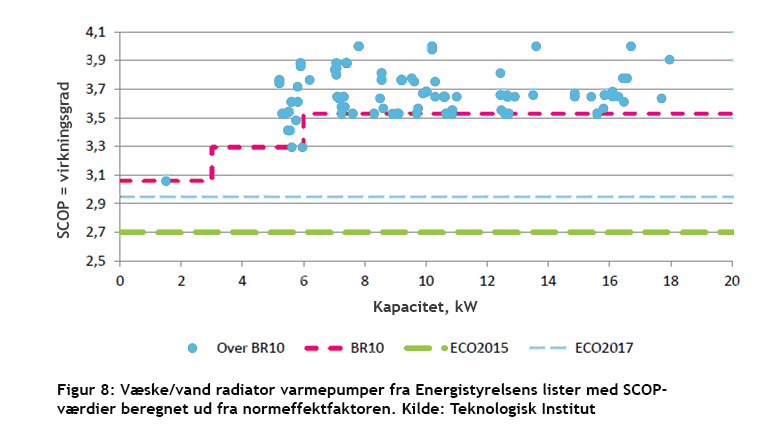 4,1
3,9
3,7
3,5
3,3
3,1
2,9
2,7
2,5
SCOP = virkningsgrad
0 2 4 6 8 10 12 14 16 18 20
Kapacitet, kW
Over BR10 BR10 ECO2015 ECO2017
Figur 8: Væske/vand radiator varmepumper fra Energistyrelsens lister med SCOP-
værdier beregnet ud fra normeffektfaktoren. Kilde: Teknologisk Institut